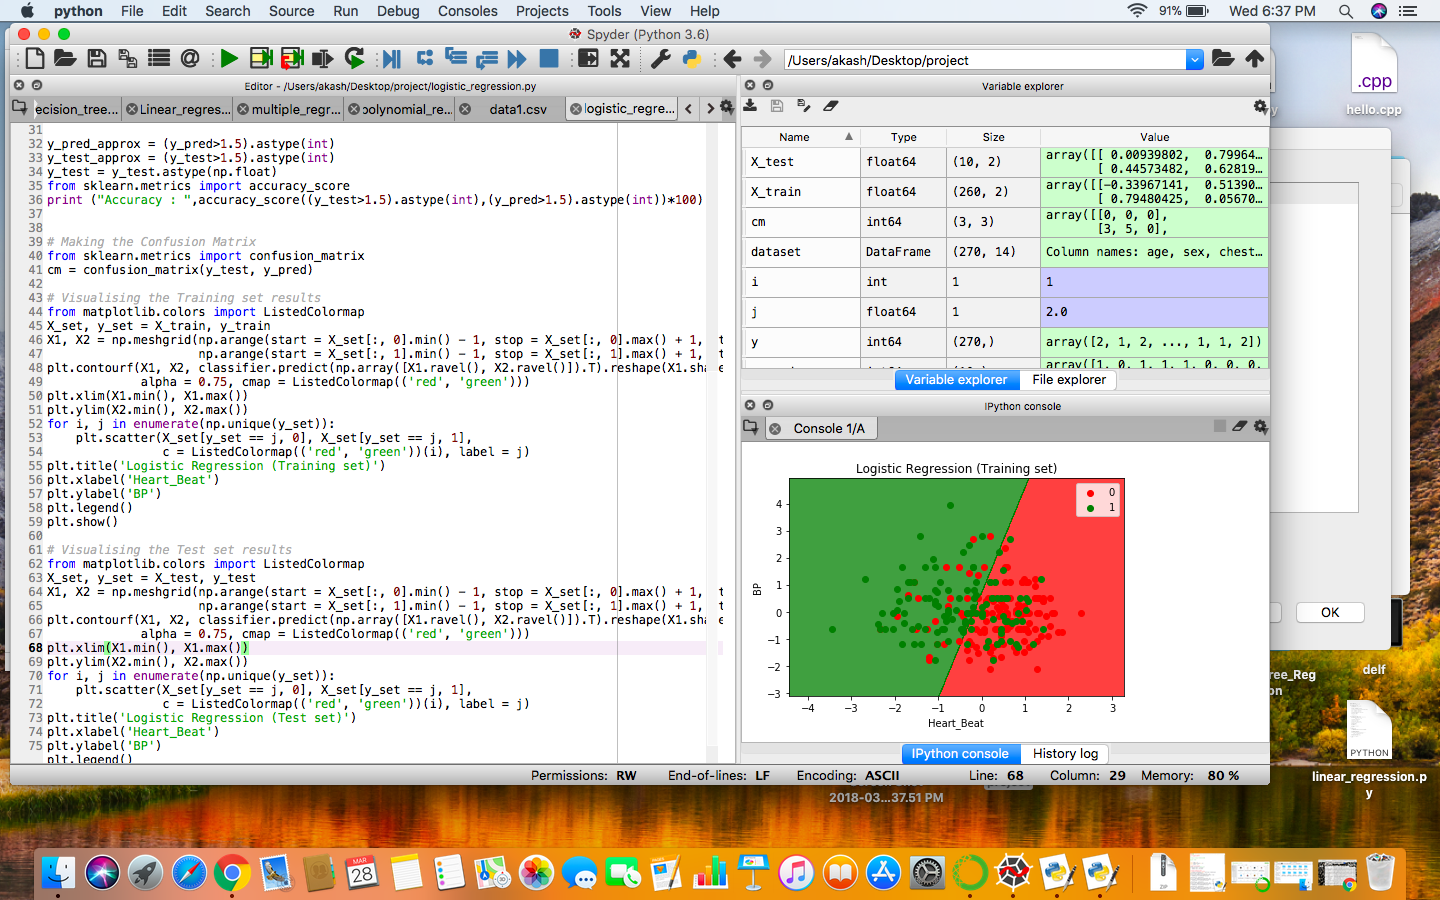 python File Edit Search Source Run Debug Consoles Projects Tools View Help 91% Wed 6:37 PM
Spyder (Python 3.6)
/Users/akash/Desktop/project
Editor - /Users/akash/Desktop/project/logistic_regression.py
ecision_tree... Linear_regres... multiple_regr... polynomial_re... data1.csv logistic_regre...
31
32 y_pred_approx = (y_pred>1.5).astype(int)
33 y_test_approx = (y_test>1.5).astype(int)
34 y_test = y_test.astype(np.float)
35 from sklearn.metrics import accuracy_score
36 print ("Accuracy : ",accuracy_score((y_test>1.5).astype(int),(y_pred>1.5).astype(int))*100)
37
38
39 # Making the Confusion Matrix
40 from sklearn.metrics import confusion_matrix
41 cm = confusion_matrix(y_test, y_pred)
42
43 # Visualising the Training set results
44 from matplotlib.colors import ListedColormap
45 X_set, y_set = X_train, y_train
46 X1, X2 = np.meshgrid(np.arange(start = X_set[:, 0].min() - 1, stop = X_set[:, 0].max() + 1, t
47 np.arange(start = X_set[:, 1].min() - 1, stop = X_set[:, 1].max() + 1, t
48 plt.contourf(X1, X2, classifier.predict(np.array([X1.ravel(), X2.ravel()]).T).reshape(X1.sha e
49 alpha = 0.75, cmap = ListedColormap(('red', 'green')))
50 plt.xlim(X1.min(), X1.max())
51 plt.ylim(X2.min(), X2.max())
52 for i, j in enumerate(np.unique(y_set)):
53 plt.scatter(X_set[y_set == j, 0], X_set[y_set == j, 1],
54 c = ListedColormap(('red', 'green'))(i), label = j)
55 plt.title('Logistic Regression (Training set)')
56 plt.xlabel('Heart_Beat')
57 plt.ylabel('BP')
58 plt.legend()
59 plt.show()
60
61 # Visualising the Test set results
62 from matplotlib.colors import ListedColormap
63 X_set, y_set = X_test, y_test
64 X1, X2 = np.meshgrid(np.arange(start = X_set[:, 0].min() - 1, stop = X_set[:, 0].max() + 1, t
65 np.arange(start = X_set[:, 1].min() - 1, stop = X_set[:, 1].max() + 1, t
66 plt.contourf(X1, X2, classifier.predict(np.array([X1.ravel(), X2.ravel()]).T).reshape(X1.sha e
67 alpha = 0.75, cmap = ListedColormap(('red', 'green')))
68 plt.xlim(X1.min(), X1.max())
69 plt.ylim(X2.min(), X2.max())
70 for i, j in enumerate(np.unique(y_set)):
71 plt.scatter(X_set[y_set == j, 0], X_set[y_set == j, 1],
72 c = ListedColormap(('red', 'green'))(i), label = j)
73 plt.title('Logistic Regression (Test set)')
74 plt.xlabel('Heart_Beat')
75 plt.ylabel('BP')
plt.legend()
Variable explorer
Name Type Size Value
X_test float64 (10, 2) array([[ 0.00939802, 0.79964...
[ 0.44573482, 0.62819...
X_train float64 (260, 2) array([[-0.33967141, 0.51390...
[ 0.79480425, 0.05670...
cm int64 (3, 3) array([[0, 0, 0],
[3, 5, 0],
dataset DataFrame (270, 14) Column names: age, sex, chest...
i int 1 1
j float64 1 2.0
y int64 (270,) array([2, 1, 2, ..., 1, 1, 2])
array([1, 0, 1, 1, 1, 0, 0, 0,
Variable explorer File explorer
IPython console
Console 1/A
Logistic Regression (Training set)
0
1
4
3
2
1
0
−1
−2
−3
BP
−4 −3 −2 −1 0 1 2 3
Heart_Beat
IPython console History log
Permissions: RW End-of-lines: LF Encoding: ASCII Line: 68 Column: 29 Memory: 80 %
.cpp
hello.cpp
OK
ree_Reg
on
delf
PYTHON
linear_regression.p
y
2018-03...37.51 PM
MAR
28
ZIP